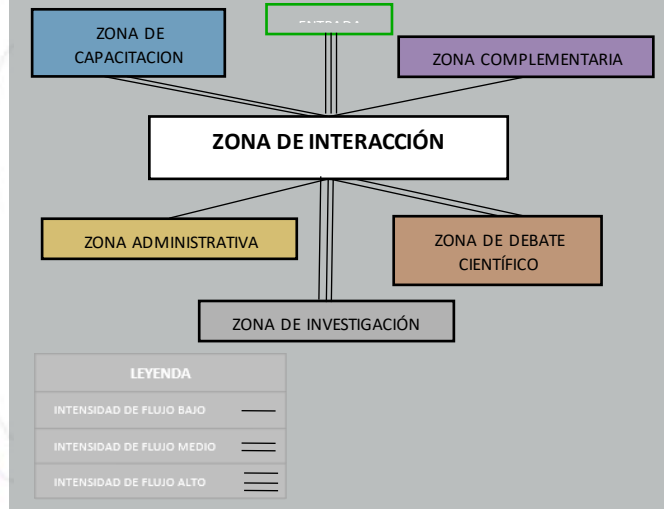 ENTRADA
ZONA DE
CAPACITACION
ZONA COMPLEMENTARIA
ZONA DE INTERACCIÓN
ZONA ADMINISTRATIVA
ZONA DE DEBATE
CIENTÍFICO
ZONA DE INVESTIGACIÓN
LEYENDA
INTENSIDAD DE FLUJO BAJO
INTENSIDAD DE FLUJO MEDIO
INTENSIDAD DE FLUJO ALTO